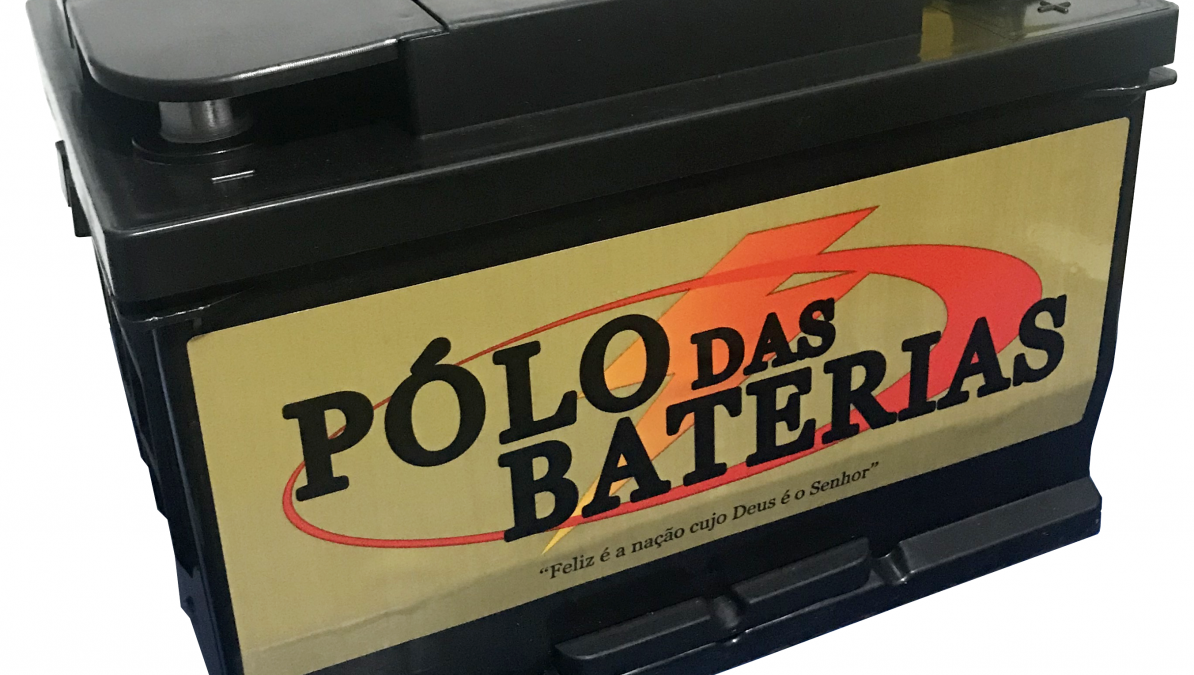 +
PÓLO DAS
BATERIAS
“Feliz é a nação cujo Deus é o Senhor”